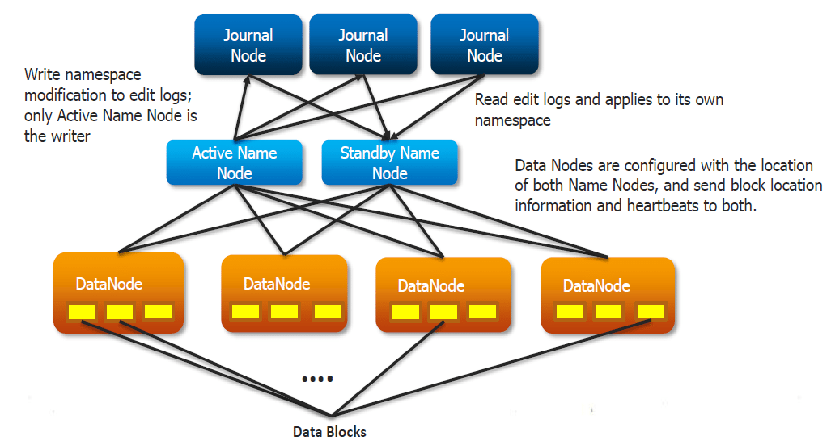 Journal
Node
Journal
Node
Journal
Node
Write namespace
modification to edit logs;
only Active Name Node is
the writer
Read edit logs and applies to its own
namespace
Active Name
Node
Standby Name
Node
Data Nodes are configured with the location
of both Name Nodes, and send block location
information and heartbeats to both.
DataNode
DataNode
DataNode
DataNode
....
Data Blocks